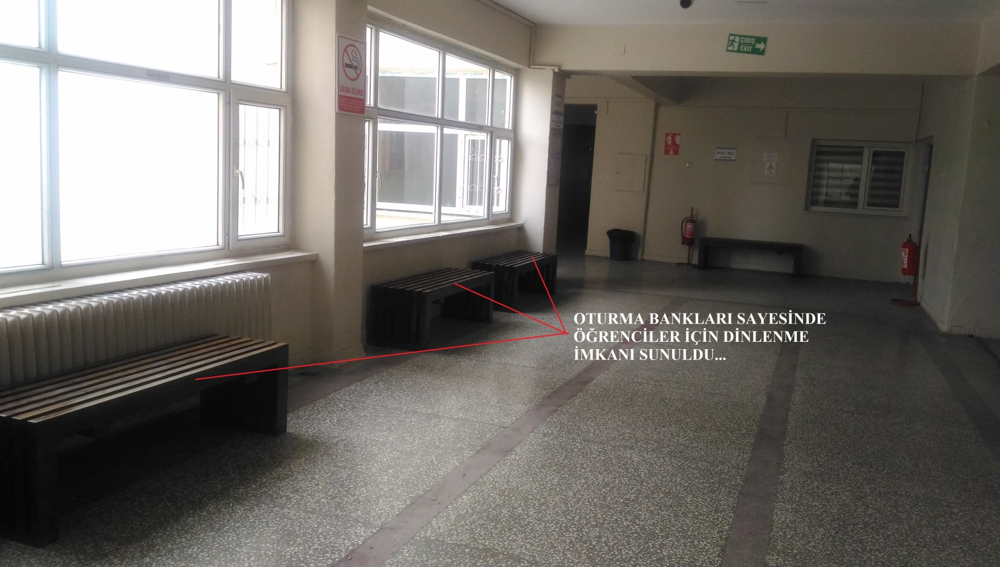 ÇIKIŞ
EXIT
SİGARA İÇİLMEZ
BAY WC
OTURMA BANKLARI SAYESİNDE
ÖĞRENCİLER İÇİN DİNLENME
İMKANI SUNULDU...